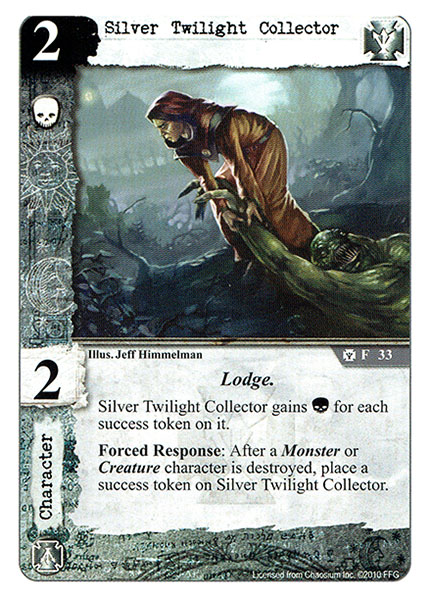 2
Silver Twilight Collector
Illus. Jeff Himmelman
F 33
2
Lodge.
Silver Twilight Collector gains for each
success token on it.
Forced Response: After a Monster or
Creature character is destroyed, place a
success token on Silver Twilight Collector.
Character
Licensed from Chaosium Inc. ©2010 FFG